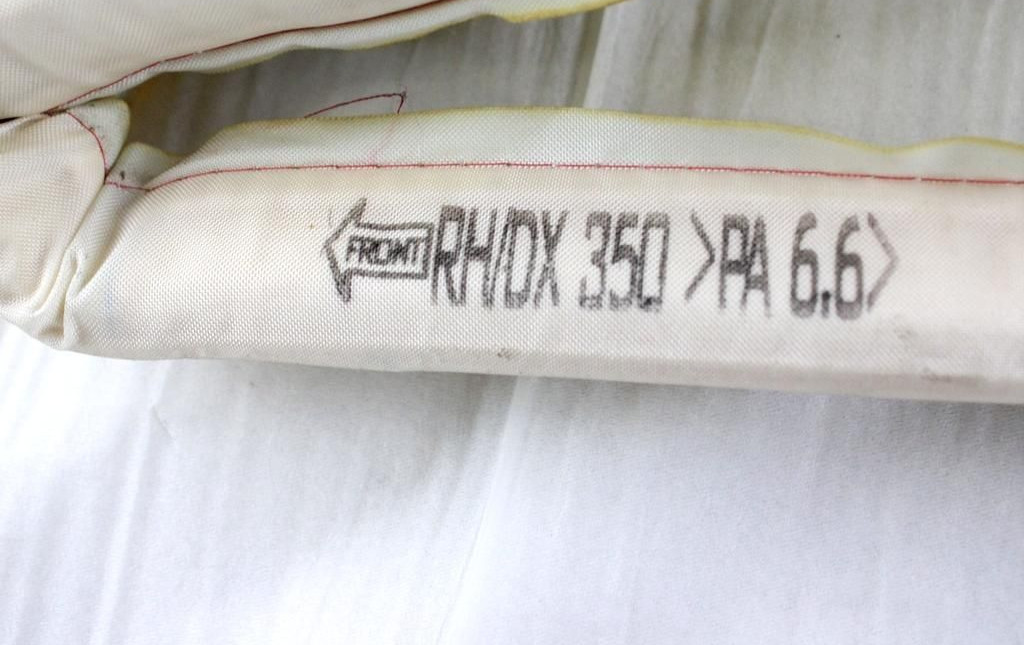 FRONT RH/DX 350 >PA 6.6>